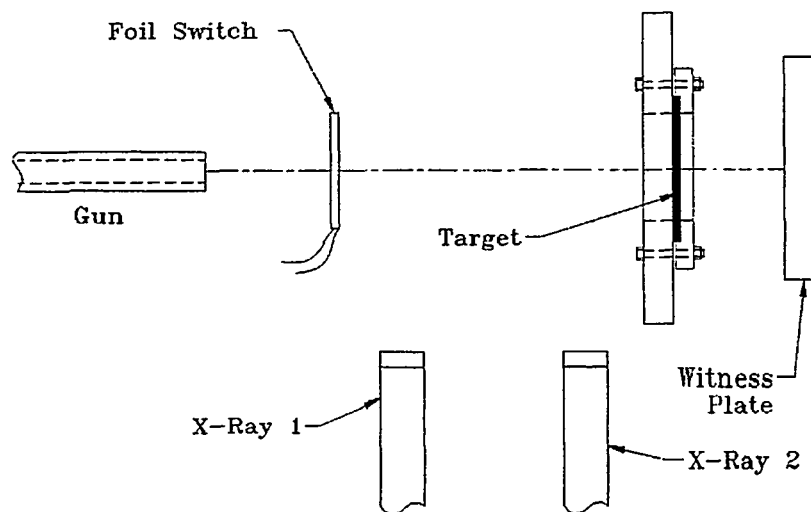 Foil Switch
Gun
Target
Witness
Plate
X-Ray 1
X-Ray 2